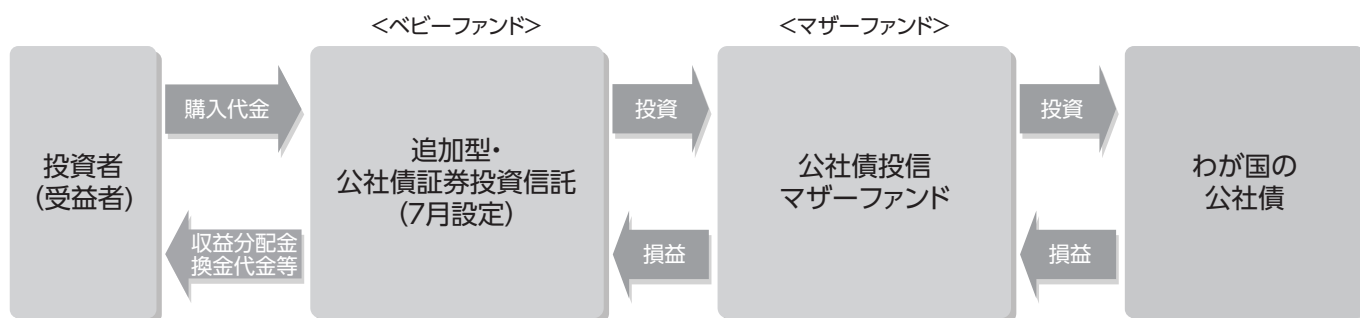 <ベビーファンド>
<マザーファンド>
投資者
(受益者)
購入代金
収益分配金
換金代金等
追加型・
公社債証券投資信託
(7月設定)
投資
損益
公社債投信
マザーファンド
投資
損益
わが国の
公社債